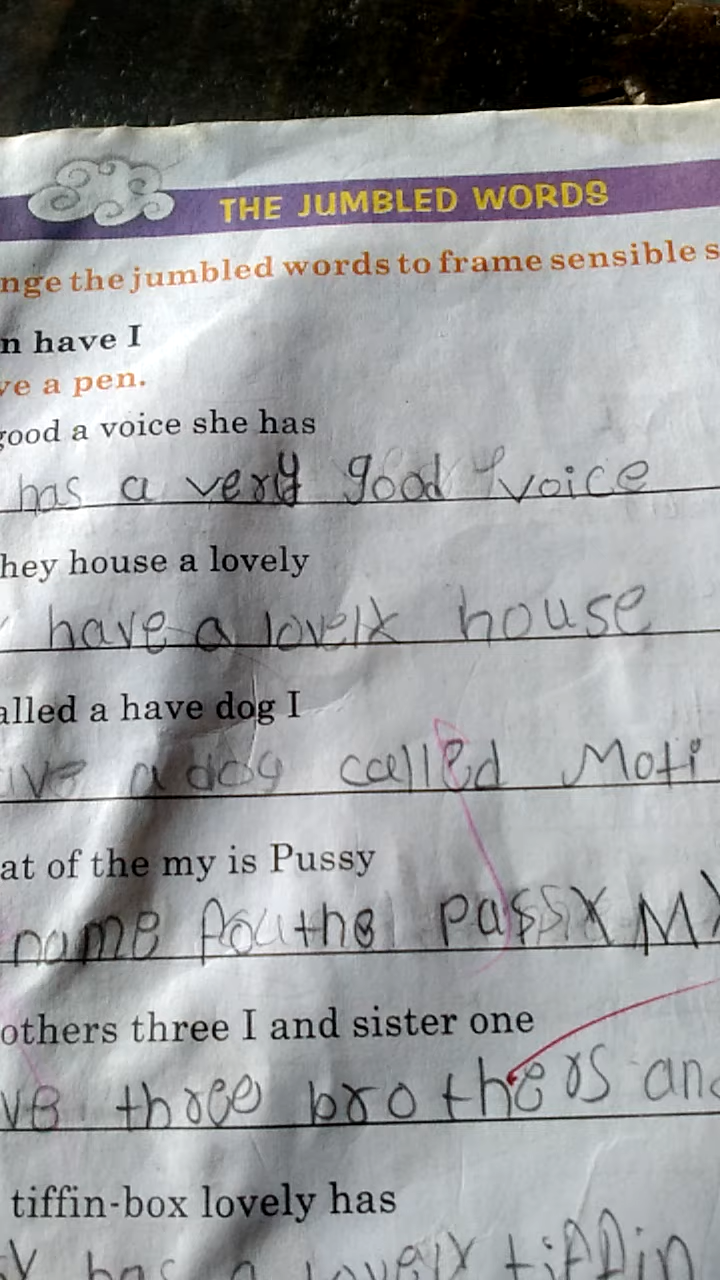 THE JUMBLED WORDS
nge the jumbled words to frame sensible s
n have I
ve a pen.
good a voice she has
has a very good voice
hey house a lovely
have a lovely house
alled a have dog I
ive a dog called Moti
at of the my is Pussy
name
others three I and sister one
ve three brothers and
tiffin-box lovely has
y has a lovely tiffin